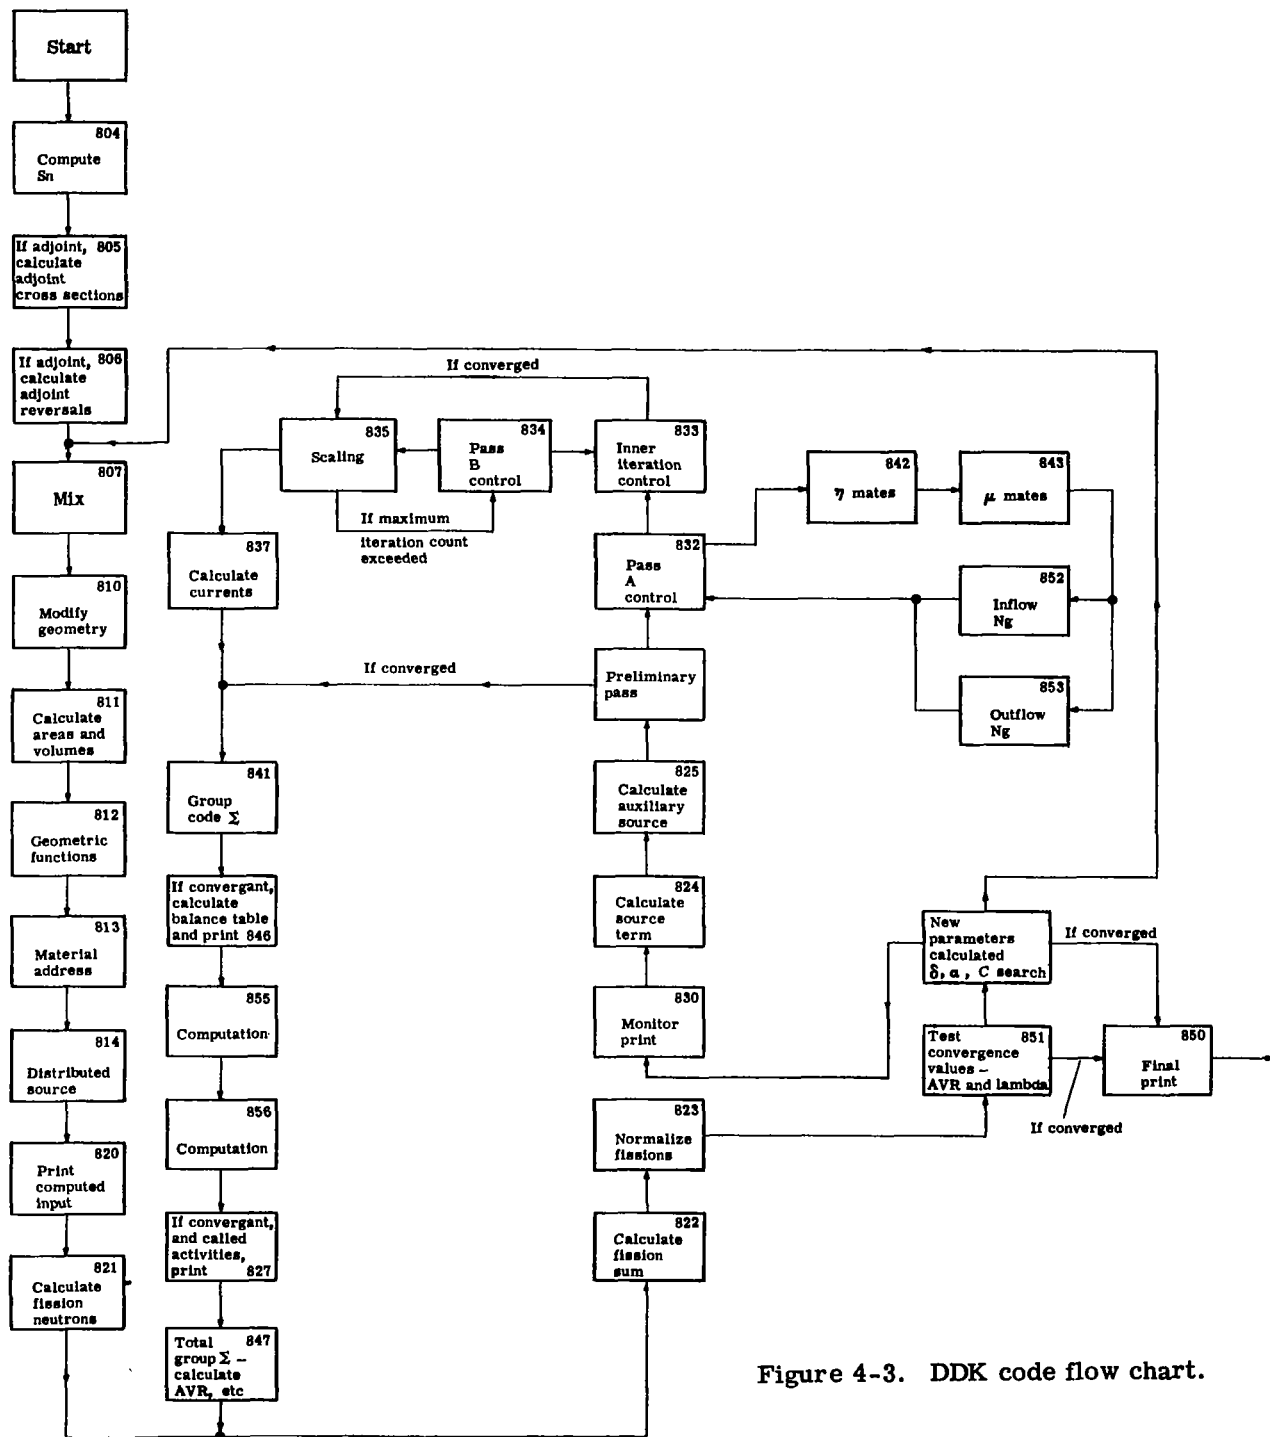 Start
804
Compute
Sn
If adjoint, 805
calculate
adjoint
cross sections
If adjoint, 806
calculate
adjoint
reversals
807
Mix
810
Modify
geometry
811
Calculate
areas and
volumes
812
Geometric
functions
813
Material
address
814
Distributed
source
820
Print
computed
input
821
Calculate
fission
neutrons
If converged
835
Scaling
834
Pass
B
control
833
Inner
iteration
control
If maximum
iteration count
exceeded
837
Calculate
currents
832
Pass
A
control
842
η mates
843
μ mates
852
Inflow
Ng
853
Outflow
Ng
If converged
Preliminary
pass
841
Group
code Σ
825
Calculate
auxiliary
source
If convergant,
calculate
balance table
and print 846
824
Calculate
source
term
855
Computation
830
Monitor
print
New
parameters
calculated
δ, α, C search
If converged
Test 851
convergence
values –
AVR and lambda
850
Final
print
If converged
856
Computation
823
Normalize
fissions
If convergant,
and called
activities,
print 827
822
Calculate
fission
sum
Total 847
group Σ –
calculate
AVR, etc
Figure 4-3. DDK code flow chart.